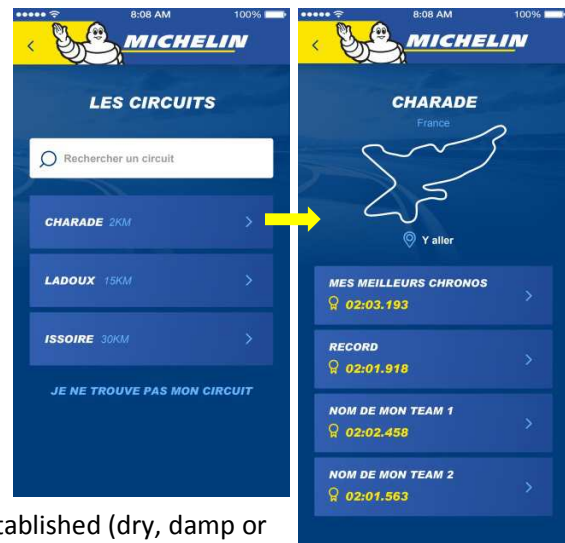 8:08 AM 100%
MICHELIN
LES CIRCUITS
Rechercher un circuit
CHARADE 2KM
LADOUX 15KM
ISSOIRE 30KM
JE NE TROUVE PAS MON CIRCUIT
8:08 AM 100%
MICHELIN
CHARADE
France
Y aller
MES MEILLEURS CHRONOS
02:03.193
RECORD
02:01.918
NOM DE MON TEAM 1
02:02.458
NOM DE MON TEAM 2
02:01.563
tablished (dry, damp or